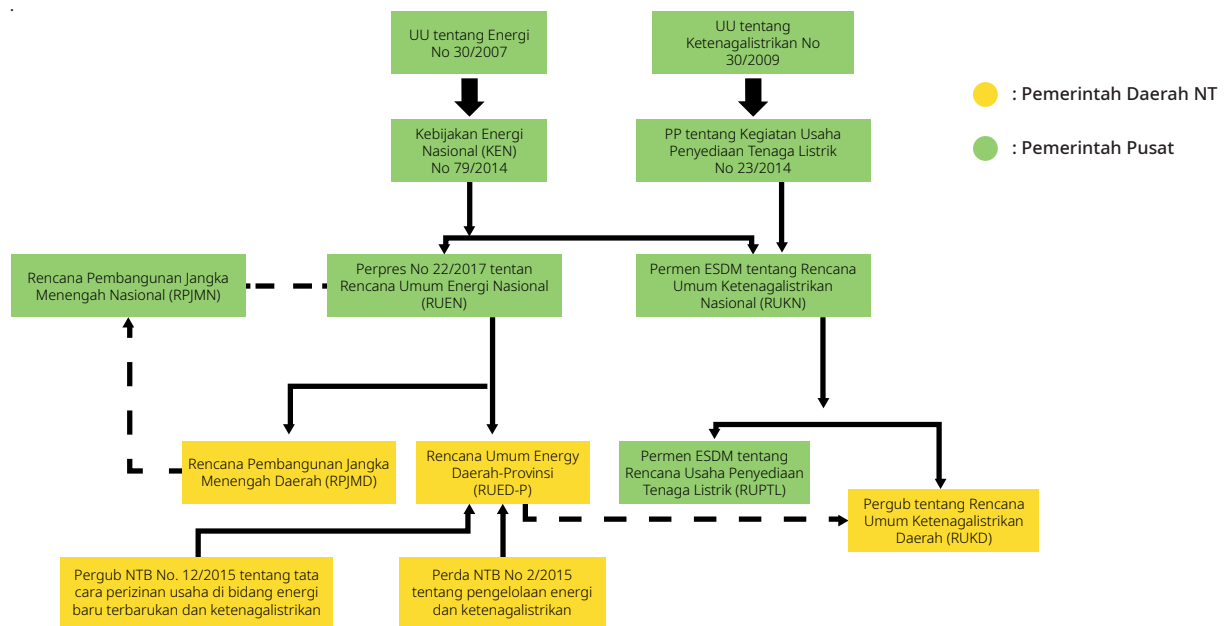 .
UU tentang Energi
No 30/2007
UU tentang
Ketenagalistrikan No
30/2009
: Pemerintah Daerah NT
: Pemerintah Pusat
Kebijakan Energi
Nasional (KEN)
No 79/2014
PP tentang Kegiatan Usaha
Penyediaan Tenaga Listrik
No 23/2014
Rencana Pembangunan Jangka
Menengah Nasional (RPJMN)
Perpres No 22/2017 tentan
Rencana Umum Energi Nasional
(RUEN)
Permen ESDM tentang Rencana
Umum Ketenagalistrikan
Nasional (RUKN)
Rencana Pembangunan Jangka
Menengah Daerah (RPJMD)
Rencana Umum Energy
Daerah-Provinsi
(RUED-P)
Permen ESDM tentang
Rencana Usaha Penyediaan
Tenaga Listrik (RUPTL)
Pergub tentang Rencana
Umum Ketenagalistrikan
Daerah (RUKD)
Pergub NTB No. 12/2015 tentang tata
cara perizinan usaha di bidang energi
baru terbarukan dan ketenagalistrikan
Perda NTB No 2/2015
tentang pengelolaan energi
dan ketenagalistrikan